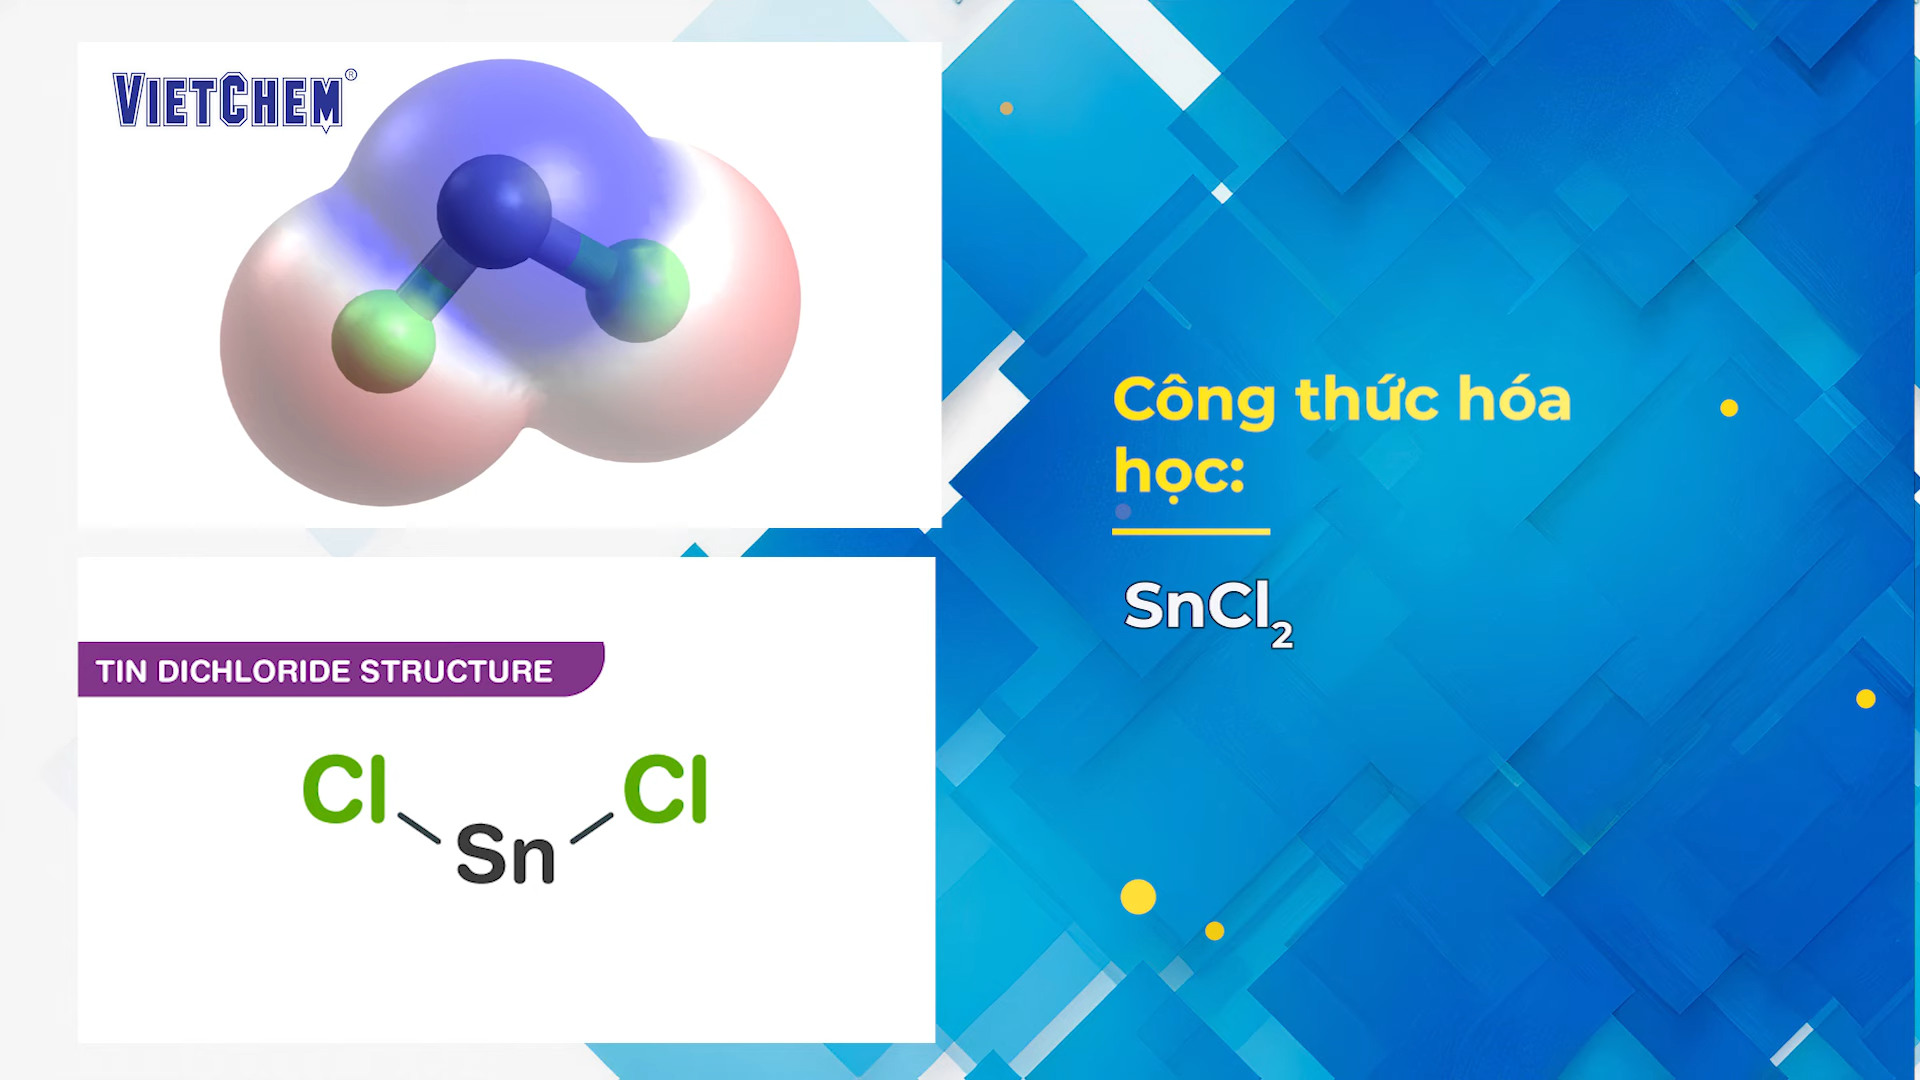 VIETCHEM®
Công thức hóa
học:
SnCl₂
TIN DICHLORIDE STRUCTURE
Cl Cl
Sn